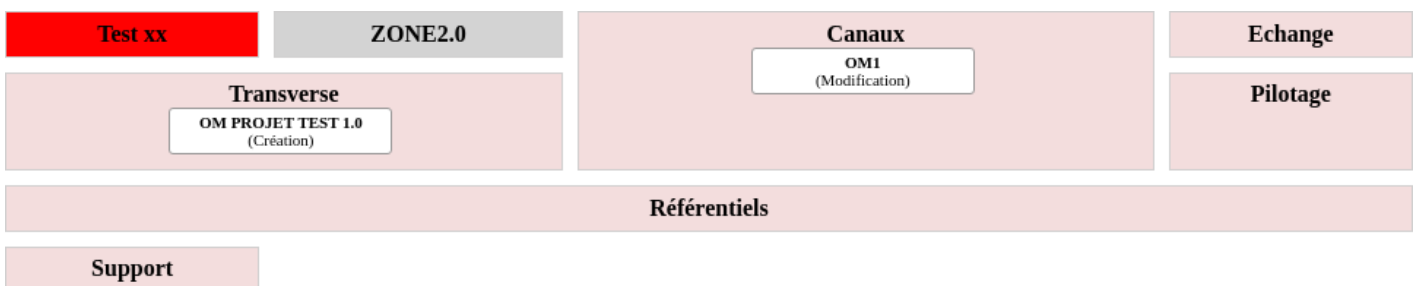 Test xx
ZONE2.0
Canaux
OM1
(Modification)
Echange
Transverse
OM PROJET TEST 1.0
(Création)
Pilotage
Référentiels
Support